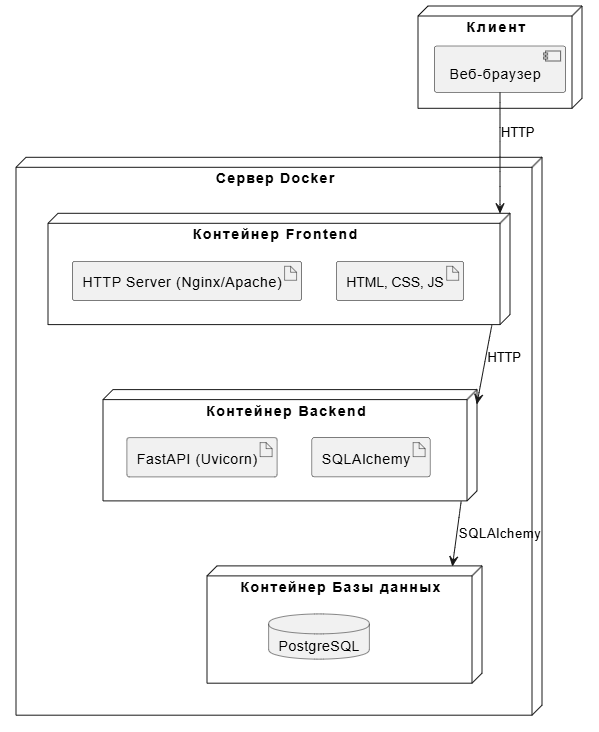 Клиент
Веб-браузер
HTTP
Сервер Docker
Контейнер Frontend
HTTP Server (Nginx/Apache)
HTML, CSS, JS
HTTP
Контейнер Backend
FastAPI (Uvicorn)
SQLAlchemy
SQLAlchemy
Контейнер Базы данных
PostgreSQL